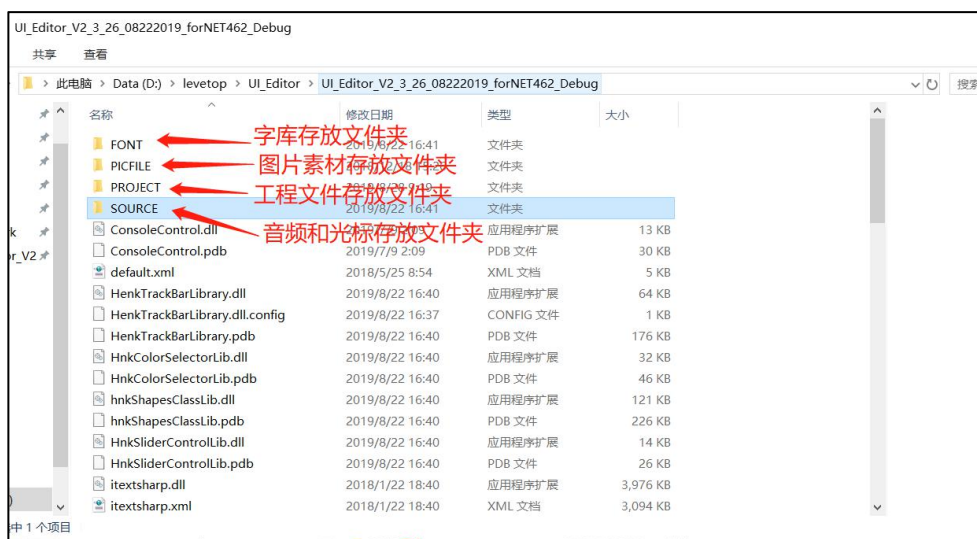 UI_Editor_V2_3_26_08222019_forNET462_Debug
共享 查看
此电脑 > Data (D:) > levetop > UI_Editor > UI_Editor_V2_3_26_08222019_forNET462_Debug 搜索
名称 修改日期 类型 大小
FONT 字库存放文件夹 2019/8/22 16:41 文件夹
PICFILE 图片素材存放文件夹 文件夹
PROJECT 工程文件存放文件夹 文件夹
SOURCE 2019/8/22 16:41 文件夹
音频和光标存放文件夹
ConsoleControl.dll 应用程序扩展 13 KB
ConsoleControl.pdb 2019/7/9 2:09 PDB 文件 30 KB
or_V2
default.xml 2018/5/25 8:54 XML 文档 5 KB
HenkTrackBarLibrary.dll 2019/8/22 16:40 应用程序扩展 64 KB
HenkTrackBarLibrary.dll.config 2019/8/22 16:37 CONFIG 文件 1 KB
HenkTrackBarLibrary.pdb 2019/8/22 16:40 PDB 文件 176 KB
HnkColorSelectorLib.dll 2019/8/22 16:40 应用程序扩展 32 KB
HnkColorSelectorLib.pdb 2019/8/22 16:40 PDB 文件 46 KB
hnkShapesClassLib.dll 2019/8/22 16:40 应用程序扩展 121 KB
hnkShapesClassLib.pdb 2019/8/22 16:40 PDB 文件 226 KB
HnkSliderControlLib.dll 2019/8/22 16:40 应用程序扩展 14 KB
HnkSliderControlLib.pdb 2019/8/22 16:40 PDB 文件 26 KB
itextsharp.dll 2018/1/22 18:40 应用程序扩展 3,976 KB
itextsharp.xml 2018/1/22 18:40 XML 文档 3,094 KB
中 1 个项目